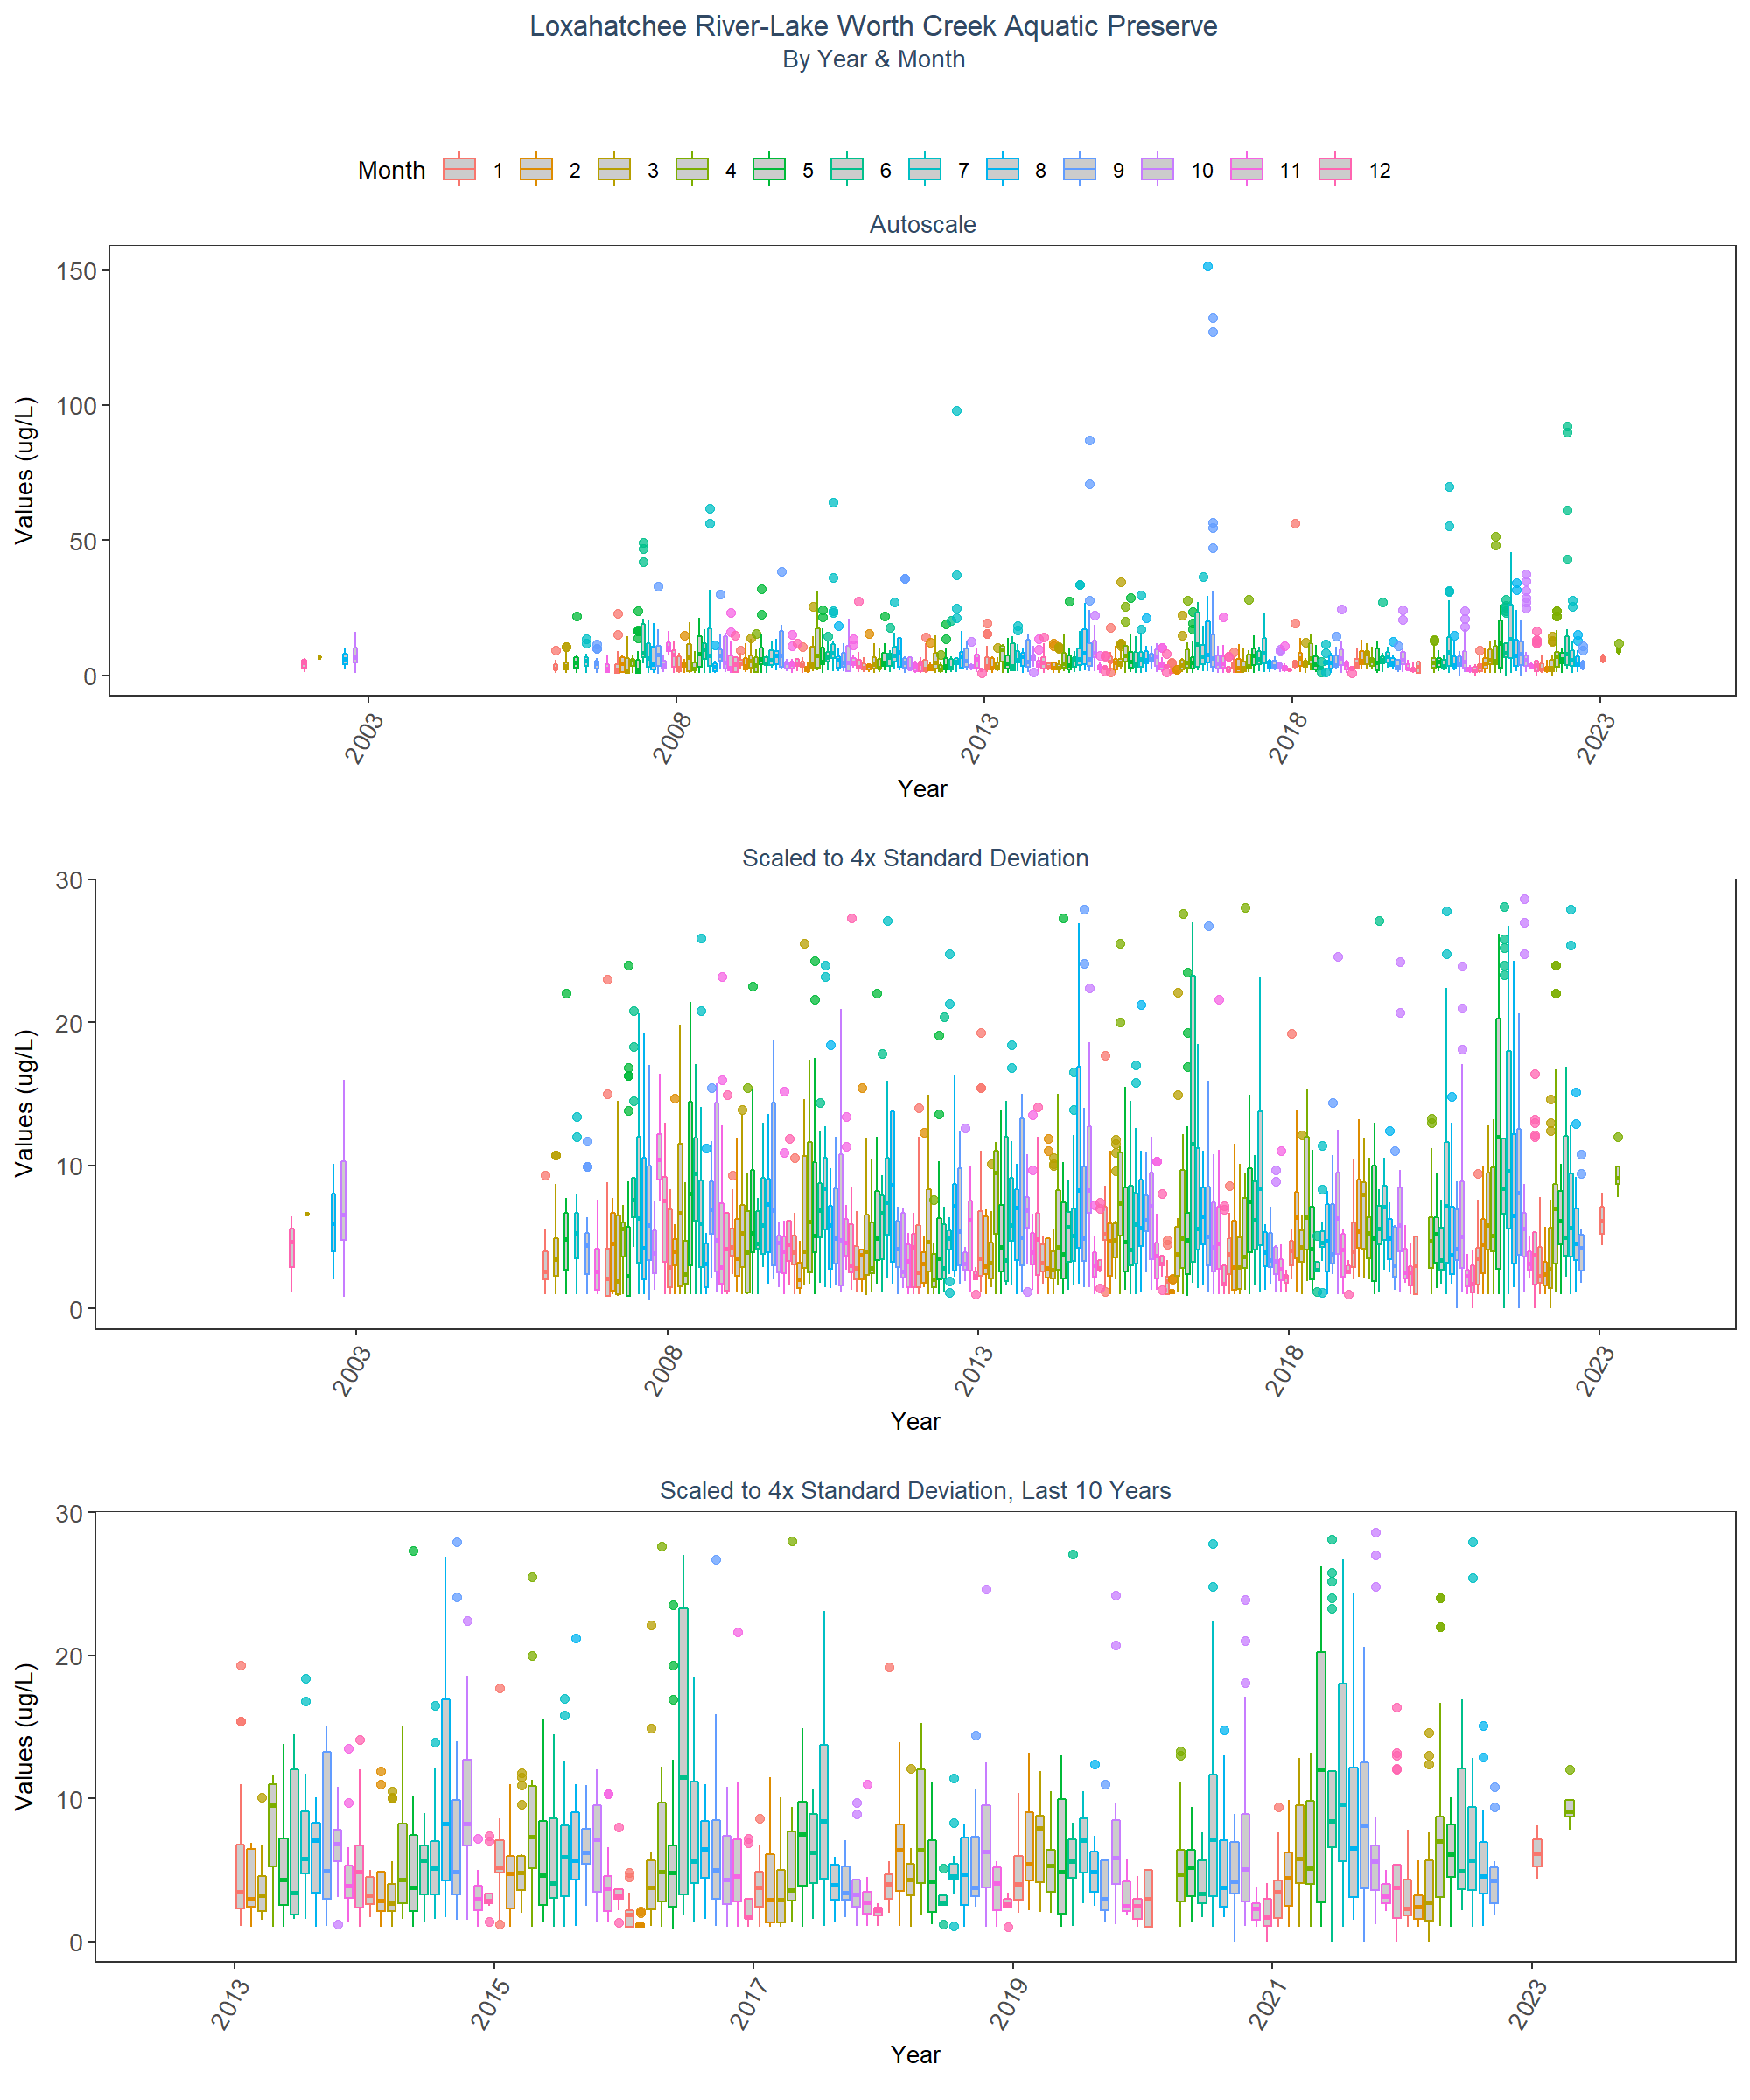 Loxahatchee River-Lake Worth Creek Aquatic Preserve
By Year & Month
Month 1 2 3 4 5 6 7 8 9 10 11 12
Autoscale
Values (ug/L)
150
100
50
0
2003 2008 2013 2018 2023
Year
Scaled to 4x Standard Deviation
Values (ug/L)
30
20
10
0
2003 2008 2013 2018 2023
Year
Scaled to 4x Standard Deviation, Last 10 Years
Values (ug/L)
30
20
10
0
2013 2015 2017 2019 2021 2023
Year